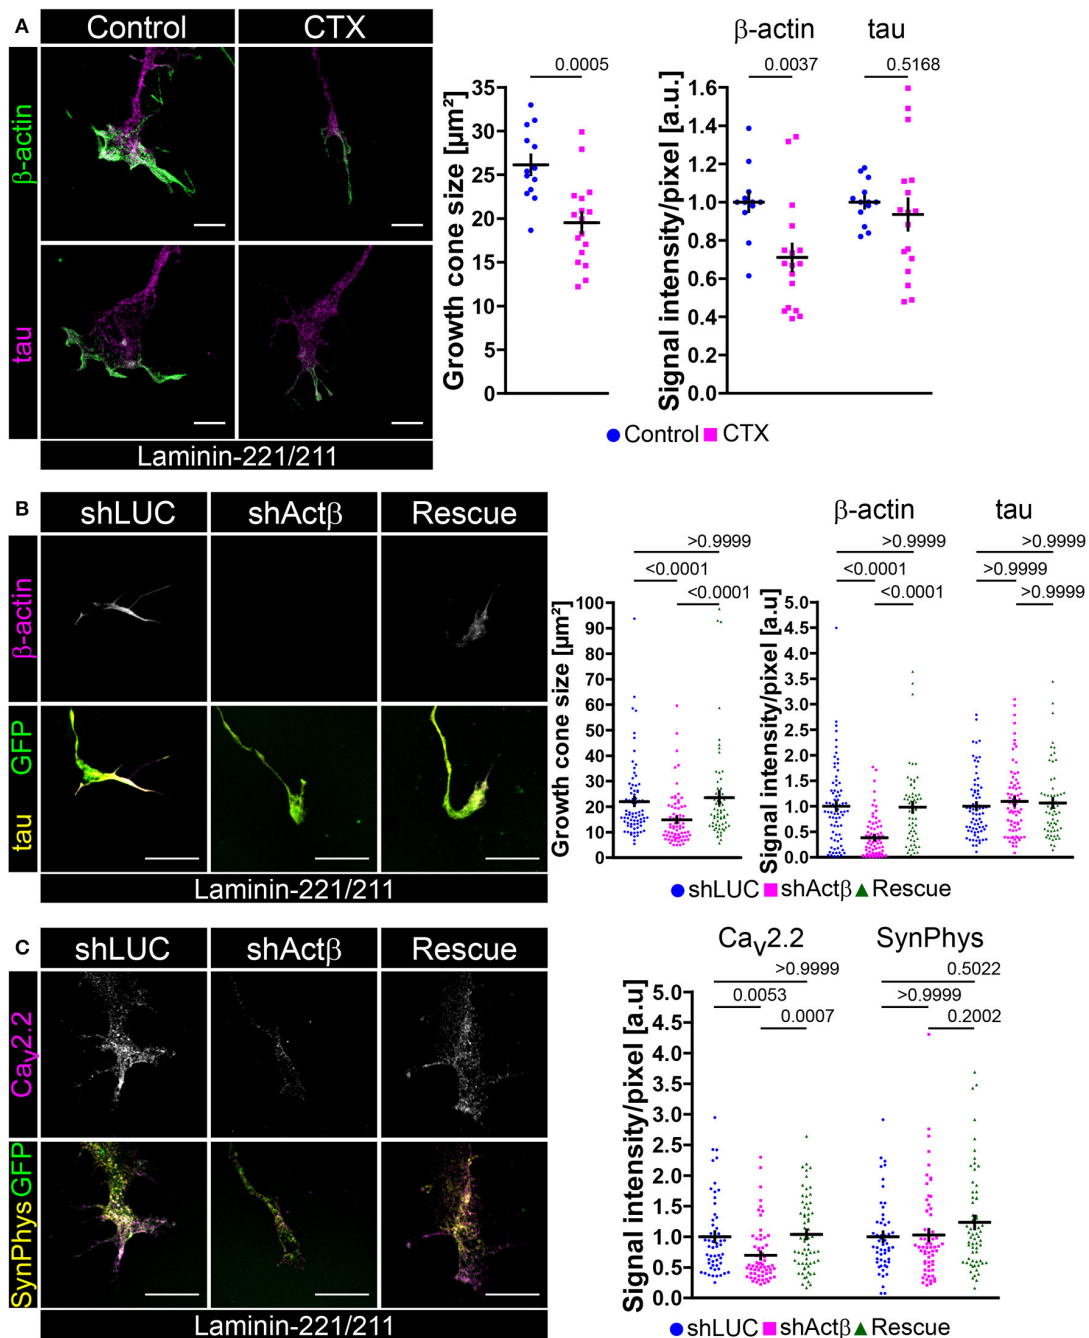 A
Control CTX
β-actin
tau
Laminin-221/211
0.0005
Growth cone size [µm²]
35
30
25
20
15
10
5
0
β-actin tau
0.0037 0.5168
Signal intensity/pixel [a.u.]
1.6
1.4
1.2
1.0
0.8
0.6
0.4
0.2
0.0
Control CTX
B
shLUC shActβ Rescue
β-actin
tau GFP
Laminin-221/211
>0.9999
<0.0001
<0.0001
Growth cone size [µm²]
100
90
80
70
60
50
40
30
20
10
0
β-actin tau
>0.9999 >0.9999
<0.0001 >0.9999
<0.0001 >0.9999
Signal intensity/pixel [a.u]
5.0
4.5
4.0
3.5
3.0
2.5
2.0
1.5
1.0
0.5
0.0
shLUC shActβ Rescue
C
shLUC shActβ Rescue
Cav2.2
SynPhys GFP
Laminin-221/211
Cav2.2 SynPhys
>0.9999 0.5022
0.0053 >0.9999
0.0007 0.2002
Signal intensity/pixel [a.u]
5.0
4.5
4.0
3.5
3.0
2.5
2.0
1.5
1.0
0.5
0.0
shLUC shActβ Rescue